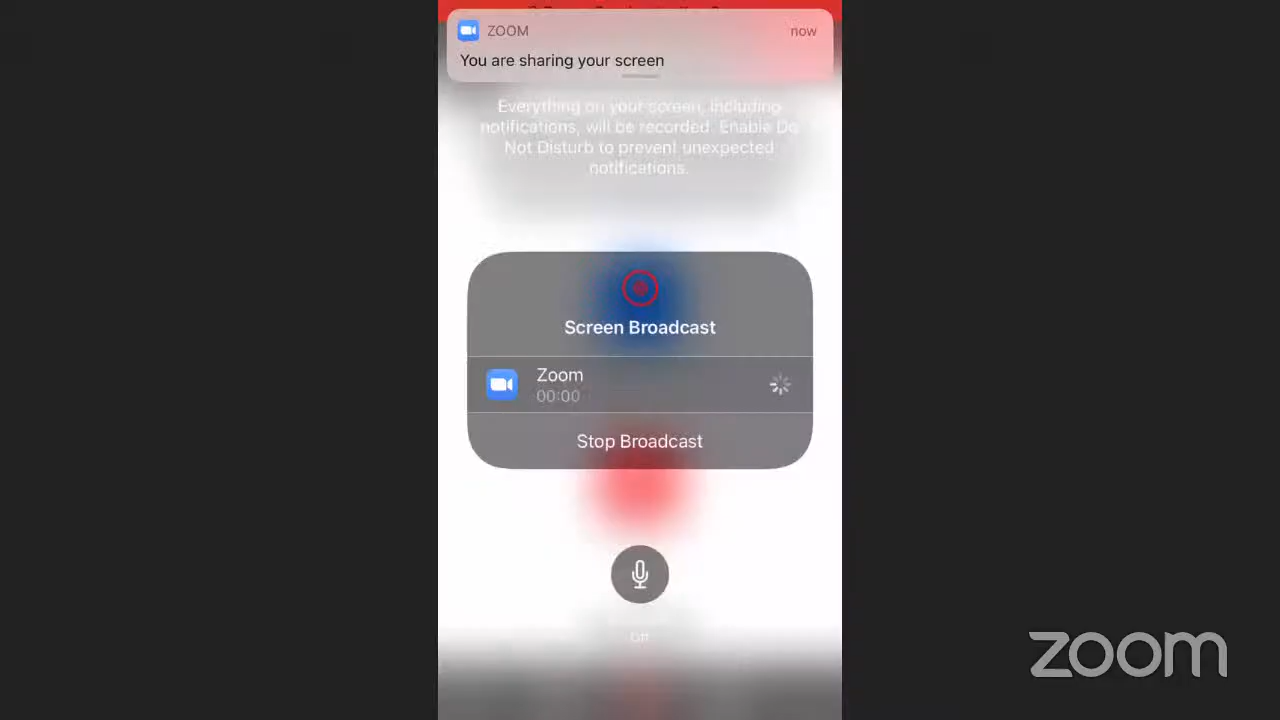 ZOOM now
You are sharing your screen
Everything on your screen, including
notifications, will be recorded. Enable Do
Not Disturb to prevent unexpected
notifications.
Screen Broadcast
Zoom
00:00
Stop Broadcast
Off
zoom